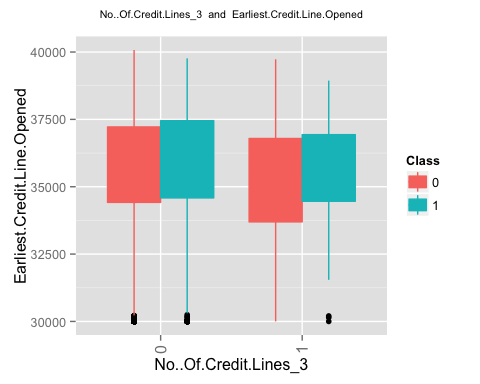 No..Of.Credit.Lines_3 and Earliest.Credit.Line.Opened
40000
37500
35000
32500
30000
Earliest.Credit.Line.Opened
0
1
No..Of.Credit.Lines_3
Class
0
1